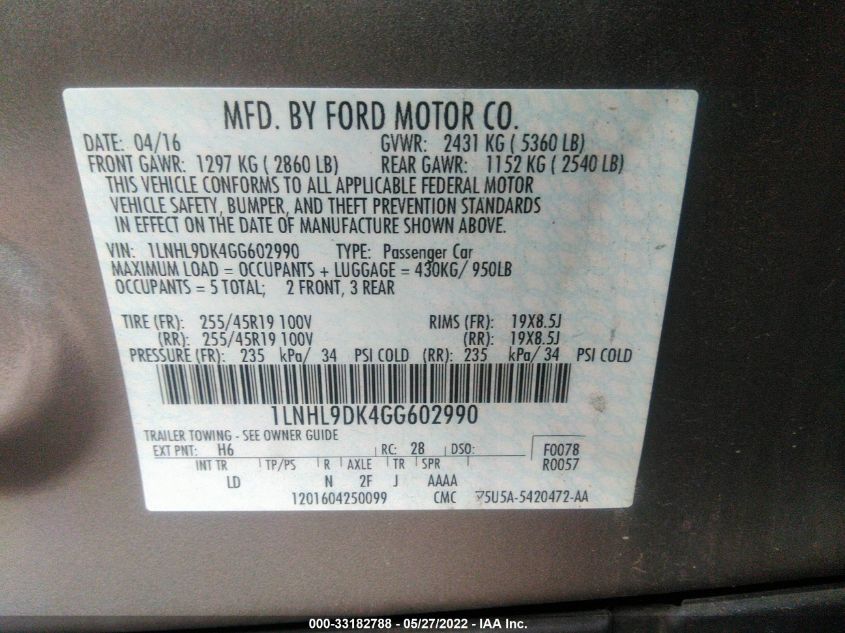 MFD. BY FORD MOTOR CO.
DATE: 04/16 GVWR: 2431 KG ( 5360 LB)
FRONT GAWR: 1297 KG ( 2860 LB) REAR GAWR: 1152 KG ( 2540 LB)
THIS VEHICLE CONFORMS TO ALL APPLICABLE FEDERAL MOTOR
VEHICLE SAFETY, BUMPER, AND THEFT PREVENTION STANDARDS
IN EFFECT ON THE DATE OF MANUFACTURE SHOWN ABOVE.
VIN: 1LNHL9DK4GG602990 TYPE: Passenger Car
MAXIMUM LOAD = OCCUPANTS + LUGGAGE = 430KG/ 950LB
OCCUPANTS = 5 TOTAL; 2 FRONT, 3 REAR
TIRE (FR): 255/45R19 100V RIMS (FR): 19X8.5J
(RR): 255/45R19 100V (RR): 19X8.5J
PRESSURE (FR): 235 kPa/ 34 PSI COLD (RR): 235 kPa/ 34 PSI COLD
1LNHL9DK4GG602990
TRAILER TOWING - SEE OWNER GUIDE
EXT PNT: H6 RC: 28 DSO: F0078
INT TR TP/PS R AXLE TR SPR R0057
LD N 2F J AAAA
1201604250099 CMC 5U5A-5420472-AA
000-33182788 - 05/27/2022 - IAA Inc.